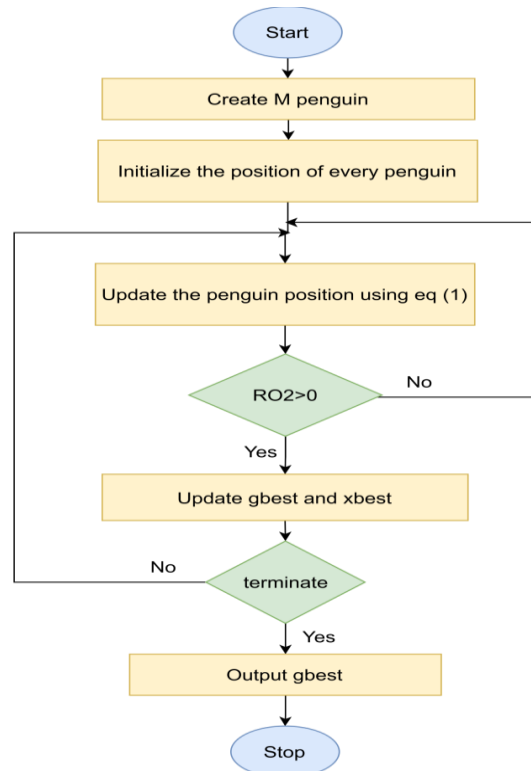 Start
Create M penguin
Initialize the position of every penguin
Update the penguin position using eq (1)
RO2>0
No
Yes
Update gbest and xbest
No
terminate
Yes
Output gbest
Stop